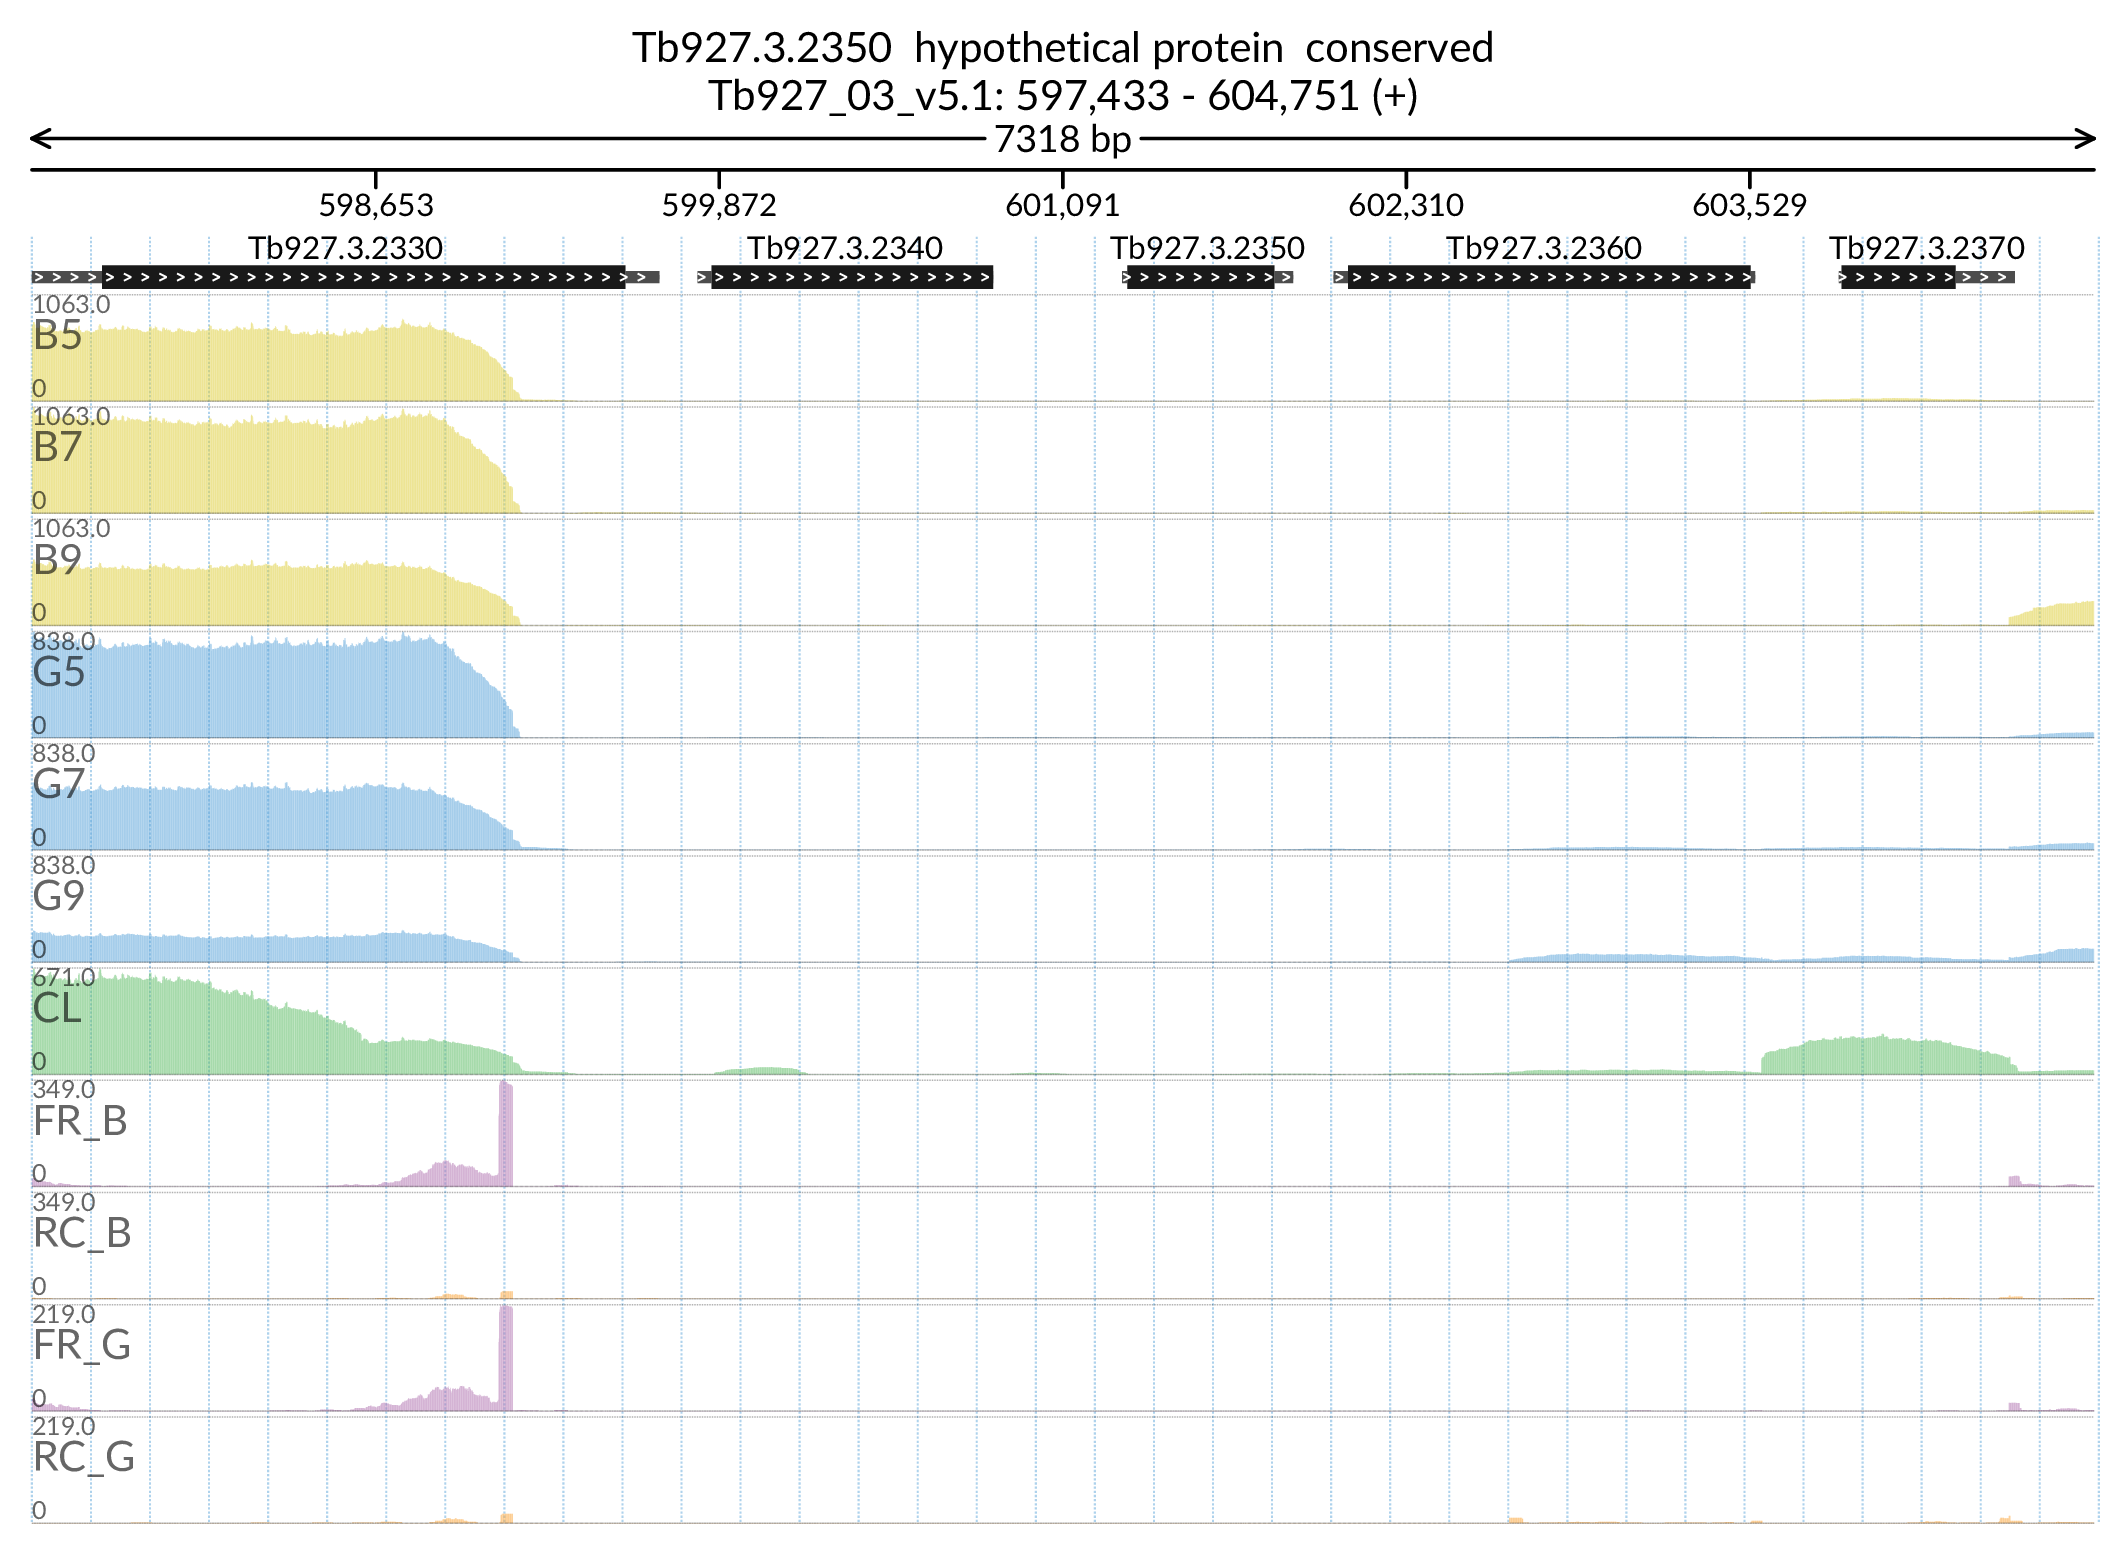 Tb927.3.2350  hypothetical protein  conserved
Tb927_03_v5.1: 597,433 - 604,751 (+)
7318 bp
598,653 599,872 601,091 602,310 603,529
Tb927.3.2330 Tb927.3.2340 Tb927.3.2350 Tb927.3.2360 Tb927.3.2370
1063.0
B5
0
1063.0
B7
0
1063.0
B9
0
838.0
G5
0
838.0
G7
0
838.0
G9
0
671.0
CL
0
349.0
FR_B
0
349.0
RC_B
0
219.0
FR_G
0
219.0
RC_G
0